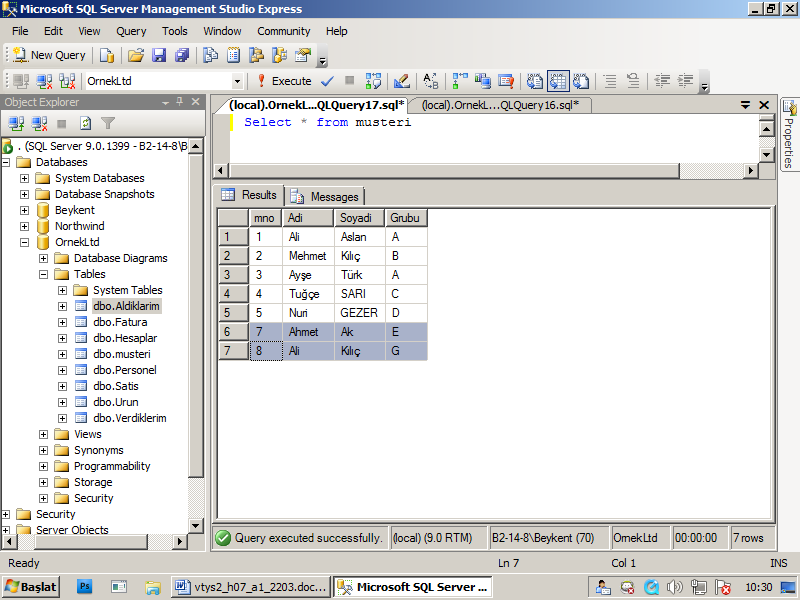 Microsoft SQL Server Management Studio Express
File Edit View Query Tools Window Community Help
New Query
OrnekLtd Execute
Object Explorer
(local).OrnekL...QLQuery17.sql* (local).OrnekL...QLQuery16.sql*
Properties
Select * from musteri
. (SQL Server 9.0.1399 - B2-14-8\B
Databases
System Databases
Database Snapshots
Beykent
Northwind
OrnekLtd
Database Diagrams
Tables
System Tables
dbo.Aldiklarim
dbo.Fatura
dbo.Hesaplar
dbo.musteri
dbo.Personel
dbo.Satis
dbo.Urun
dbo.Verdiklerim
Views
Synonyms
Programmability
Storage
Security
Security
Server Objects
Results Messages
mno Adi Soyadi Grubu
1 1 Ali Aslan A
2 2 Mehmet Kılıç B
3 3 Ayşe Türk A
4 4 Tuğçe SARI C
5 5 Nuri GEZER D
6 7 Ahmet Ak E
7 8 Ali Kılıç G
Query executed successfully. (local) (9.0 RTM) B2-14-8\Beykent (70) OrnekLtd 00:00:00 7 rows
Ready Ln 7 Col 1 INS
Başlat Ps vtys2_h07_a1_2203.doc... Microsoft SQL Server ... 10:30